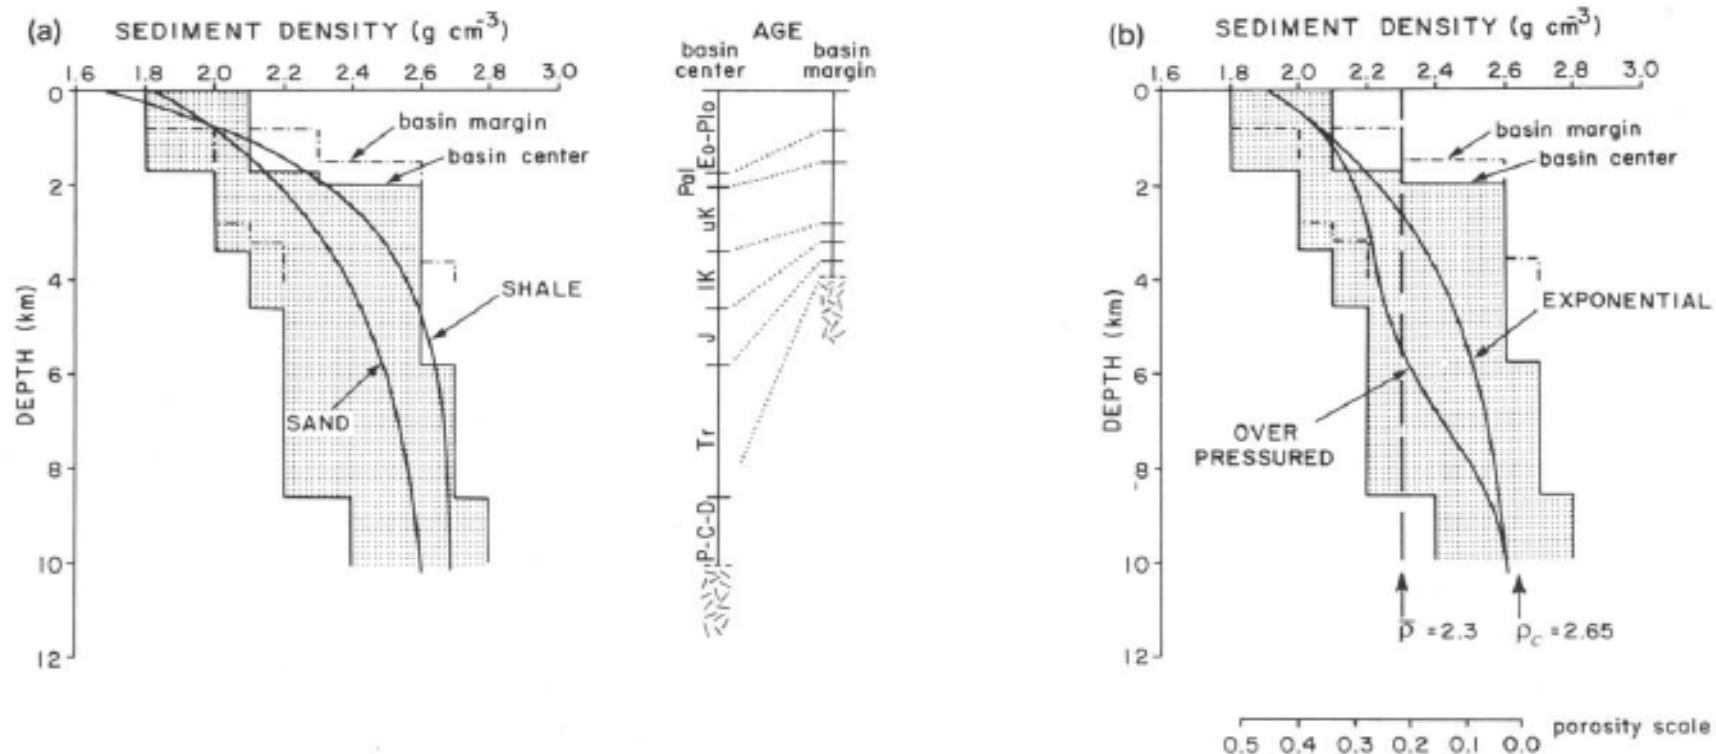 (a) SEDIMENT DENSITY (g cm⁻³)
1.6 1.8 2.0 2.2 2.4 2.6 2.8 3.0
0
2
4
6
8
10
12
DEPTH (km)
basin margin
basin center
SHALE
SAND
AGE
basin center
basin margin
Eo-Plo
Pal
uK
lK
J
Tr
P-C-D
(b) SEDIMENT DENSITY (g cm⁻³)
1.6 1.8 2.0 2.2 2.4 2.6 2.8 3.0
0
2
4
6
8
10
12
DEPTH (km)
basin margin
basin center
EXPONENTIAL
OVER
PRESSURED
ρ̄ = 2.3
ρc = 2.65
0.5 0.4 0.3 0.2 0.1 0.0
porosity scale